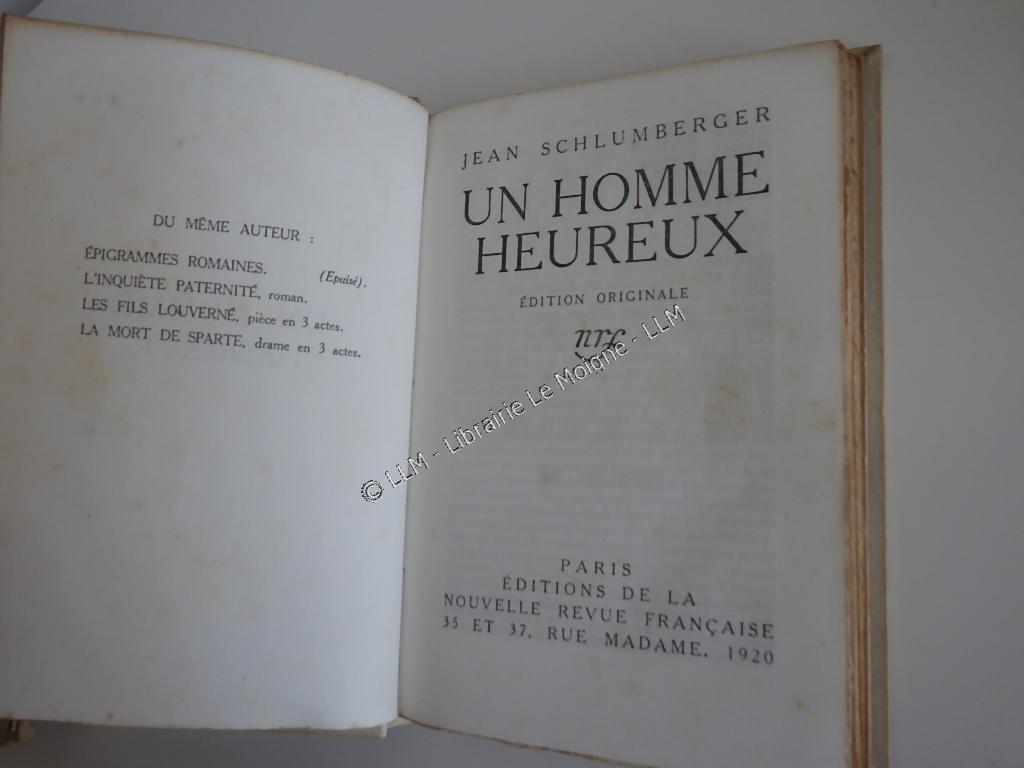 DU MÊME AUTEUR :
ÉPIGRAMMES ROMAINES. (Epuisé).
L'INQUIÈTE PATERNITÉ, roman.
LES FILS LOUVERNÉ, pièce en 3 actes.
LA MORT DE SPARTE, drame en 3 actes.
JEAN SCHLUMBERGER
UN HOMME
HEUREUX
ÉDITION ORIGINALE
nrf
PARIS
ÉDITIONS DE LA
NOUVELLE REVUE FRANÇAISE
35 ET 37, RUE MADAME. 1920
© LLM - Librairie Le Moigne - LLM